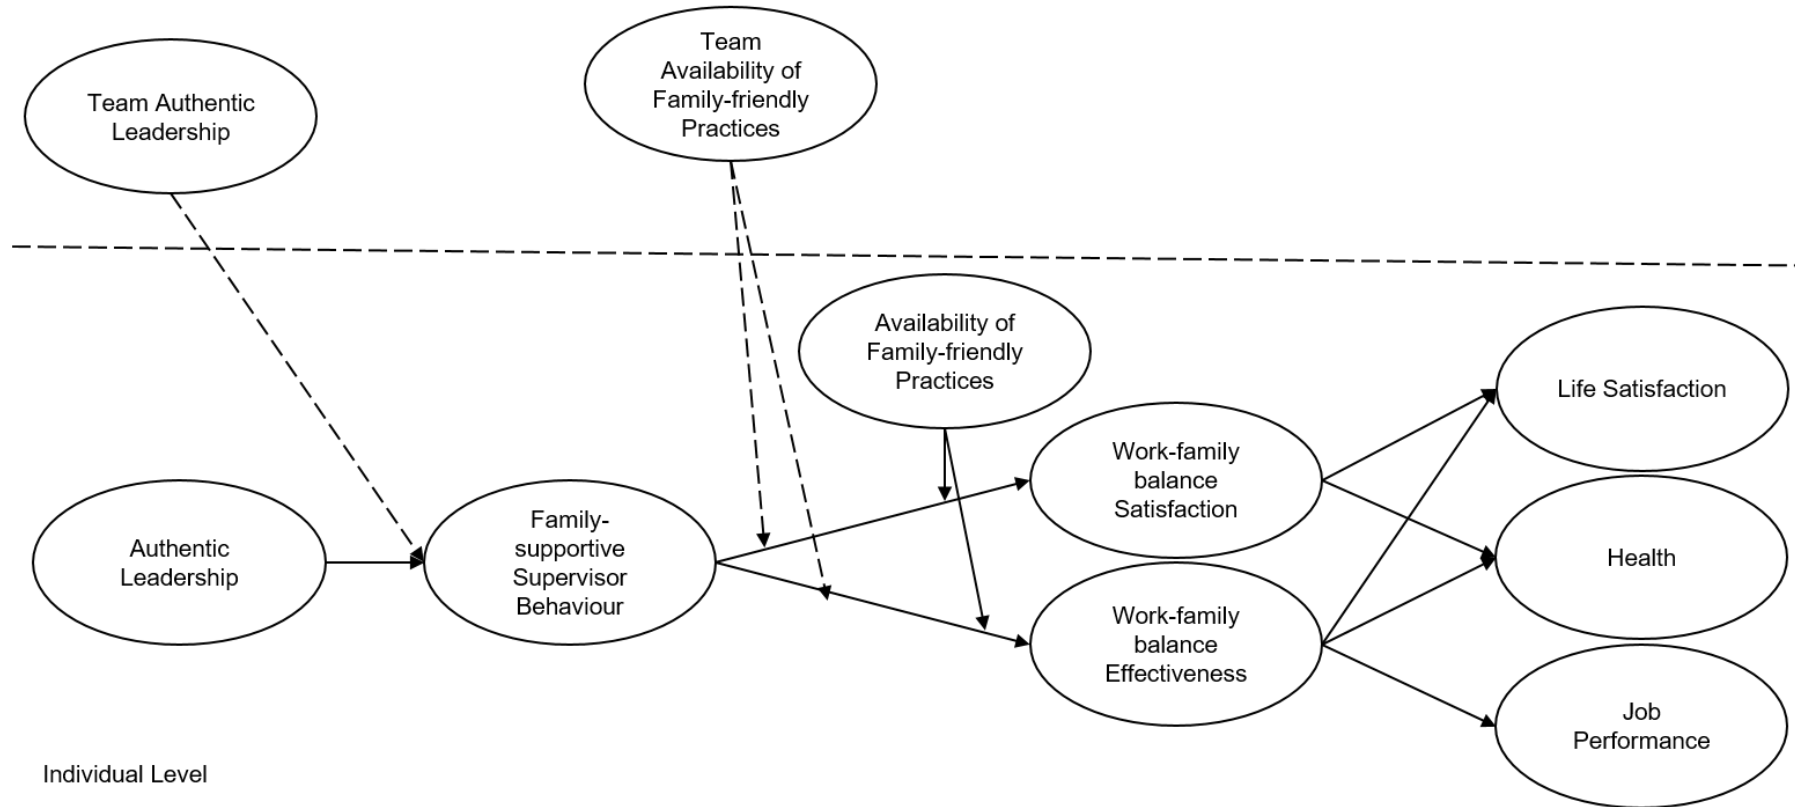 Team
Availability of
Family-friendly
Practices
Team Authentic
Leadership
Availability of
Family-friendly
Practices
Life Satisfaction
Work-family
balance
Satisfaction
Authentic
Leadership
Family-
supportive
Supervisor
Behaviour
Health
Work-family
balance
Effectiveness
Job
Performance
Individual Level